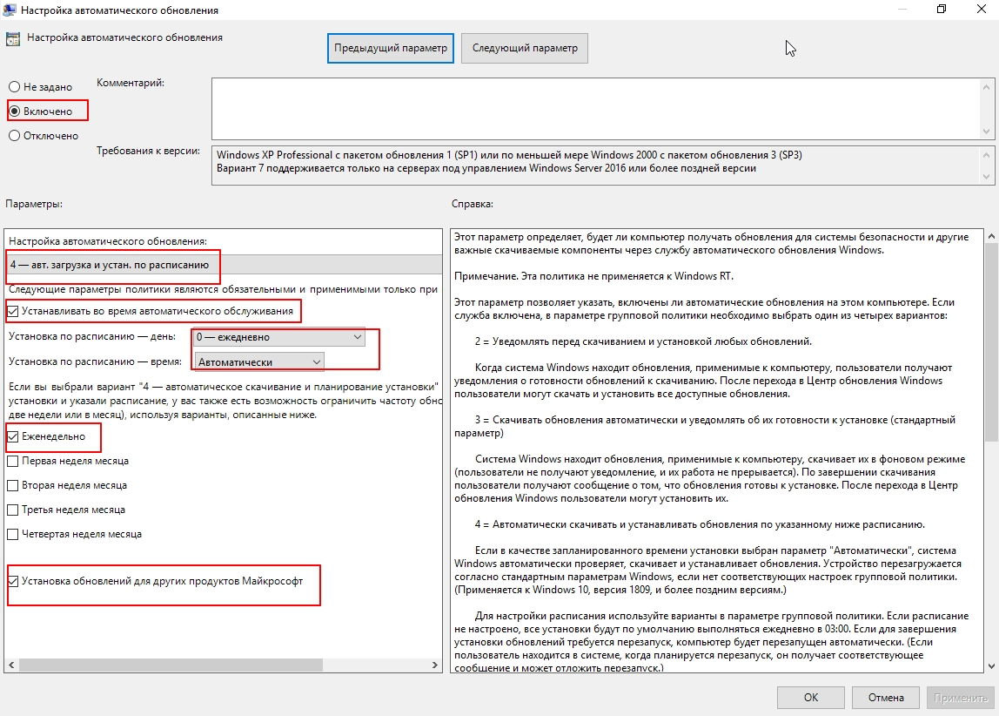 Настройка автоматического обновления
Настройка автоматического обновления
Предыдущий параметр
Следующий параметр
Не задано
Комментарий:
Включено
Отключено
Требования к версии:
Windows XP Professional с пакетом обновления 1 (SP1) или по меньшей мере Windows 2000 с пакетом обновления 3 (SP3)
Вариант 7 поддерживается только на серверах под управлением Windows Server 2016 или более поздней версии
Параметры:
Справка:
Настройка автоматического обновления:
4 — авт. загрузка и устан. по расписанию
Следующие параметры политики являются обязательными и применимыми только при
Устанавливать во время автоматического обслуживания
Установка по расписанию — день:
0 — ежедневно
Установка по расписанию — время:
Автоматически
Если вы выбрали вариант "4 — автоматическое скачивание и планирование установки"
установки и указали расписание, у вас также есть возможность ограничить частоту обно
две недели или в месяц), используя варианты, описанные ниже.
Еженедельно
Первая неделя месяца
Вторая неделя месяца
Третья неделя месяца
Четвертая неделя месяца
Установка обновлений для других продуктов Майкрософт
Этот параметр определяет, будет ли компьютер получать обновления для системы безопасности и другие
важные скачиваемые компоненты через службу автоматического обновления Windows.
Примечание. Эта политика не применяется к Windows RT.
Этот параметр позволяет указать, включены ли автоматические обновления на этом компьютере. Если
служба включена, в параметре групповой политики необходимо выбрать один из четырех вариантов:
2 = Уведомлять перед скачиванием и установкой любых обновлений.
Когда система Windows находит обновления, применимые к компьютеру, пользователи получают
уведомления о готовности обновлений к скачиванию. После перехода в Центр обновления Windows
пользователи могут скачать и установить все доступные обновления.
3 = Скачивать обновления автоматически и уведомлять об их готовности к установке (стандартный
параметр)
Система Windows находит обновления, применимые к компьютеру, скачивает их в фоновом режиме
(пользователи не получают уведомление, и их работа не прерывается). По завершении скачивания
пользователи получают сообщение о том, что обновления готовы к установке. После перехода в Центр
обновления Windows пользователи могут установить их.
4 = Автоматически скачивать и устанавливать обновления по указанному ниже расписанию.
Если в качестве запланированного времени установки выбран параметр "Автоматически", система
Windows автоматически проверяет, скачивает и устанавливает обновления. Устройство перезагружается
согласно стандартным параметрам Windows, если нет соответствующих настроек групповой политики.
(Применяется к Windows 10, версия 1809, и более поздним версиям.)
Для настройки расписания используйте варианты в параметре групповой политики. Если расписание
не настроено, все установки будут по умолчанию выполняться ежедневно в 03:00. Если для завершения
установки обновлений требуется перезапуск, компьютер будет перезапущен автоматически. (Если
пользователь находится в системе, когда планируется перезапуск, он получает соответствующее
сообщение и может отложить перезапуск.)
ОК
Отмена
Применить